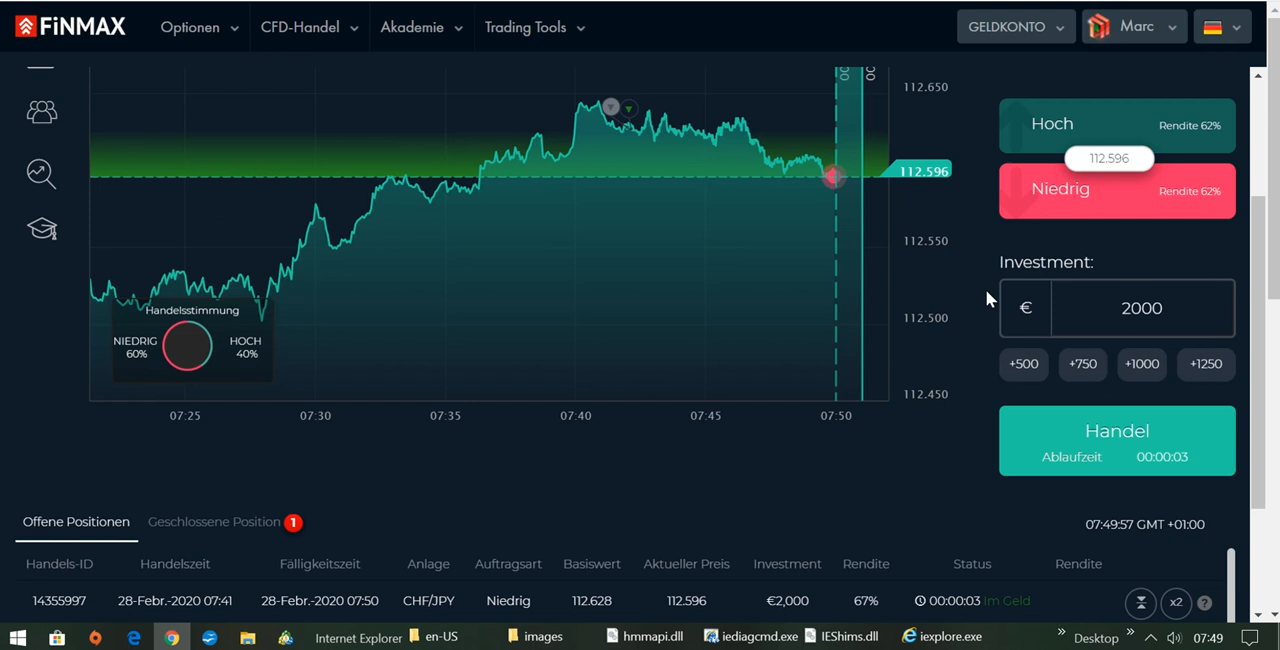 FiNMAX Optionen CFD-Handel Akademie Trading Tools GELDKONTO Marc
112.650
Hoch Rendite 62%
112.596
112.596
Niedrig Rendite 62%
112.550
Investment:
€ 2000
Handelsstimmung
112.500
NIEDRIG HOCH
60% 40%
+500 +750 +1000 +1250
112.450
07:25 07:30 07:35 07:40 07:45 07:50
Handel
Ablaufzeit 00:00:03
Offene Positionen Geschlossene Position 1 07:49:57 GMT +01:00
Handels-ID Handelszeit Fälligkeitszeit Anlage Auftragsart Basiswert Aktueller Preis Investment Rendite Status Rendite
14355997 28-Febr.-2020 07:41 28-Febr.-2020 07:50 CHF/JPY Niedrig 112.628 112.596 €2,000 67% 00:00:03 Im Geld x2 ?
Internet Explorer en-US images hmmapi.dll iediagcmd.exe IEShims.dll iexplore.exe Desktop 07:49